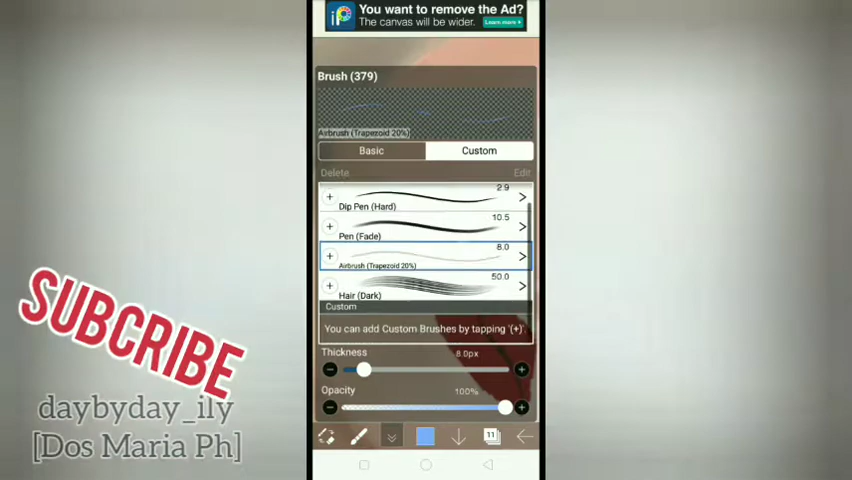 You want to remove the Ad?
The canvas will be wider.
Learn more
iP
Brush (379)
Airbrush (Trapezoid 20%)
Basic
Custom
Delete
Edit
2.9
Dip Pen (Hard)
10.5
Pen (Fade)
8.0
Airbrush (Trapezoid 20%)
50.0
Hair (Dark)
Custom
You can add Custom Brushes by tapping '(+)'.
Thickness
8.0px
Opacity
100%
11
SUBCRIBE
daybyday_ily
[Dos Maria Ph]